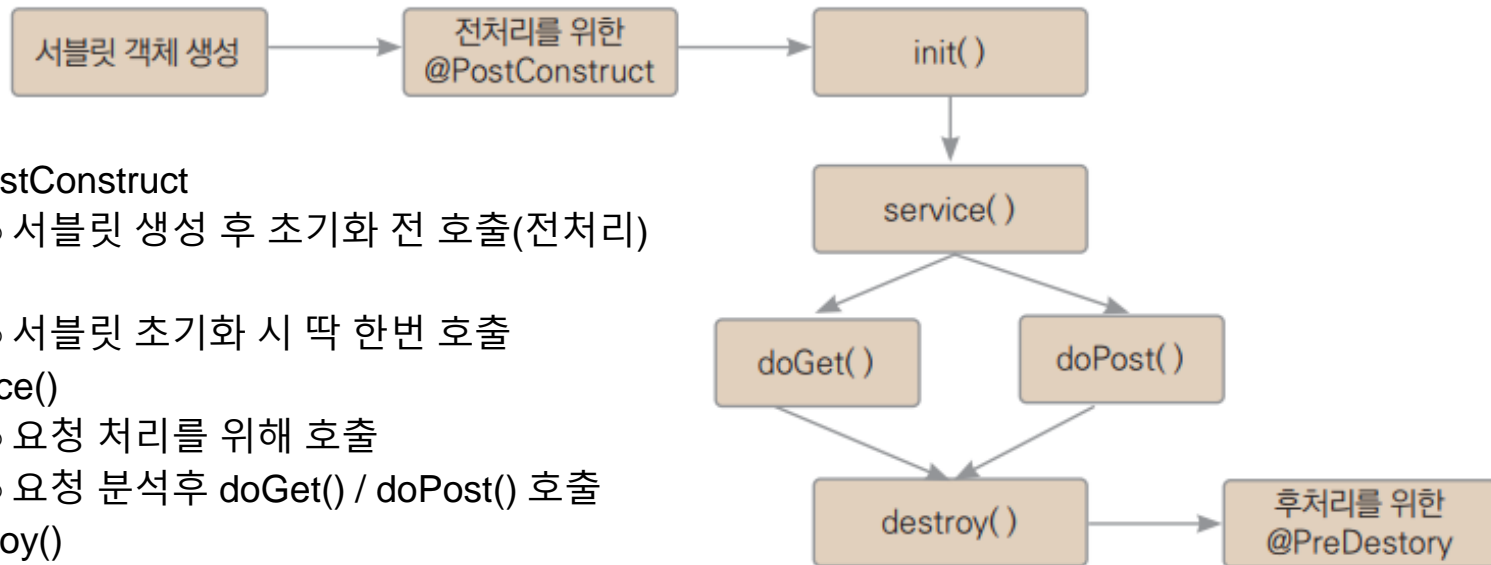 서블릿 객체 생성
전처리를 위한
@PostConstruct
init( )
service( )
doGet( )
doPost( )
destroy( )
후처리를 위한
@PreDestory
stConstruct
서블릿 생성 후 초기화 전 호출(전처리)
서블릿 초기화 시 딱 한번 호출
ce()
요청 처리를 위해 호출
요청 분석후 doGet() / doPost() 호출
oy()